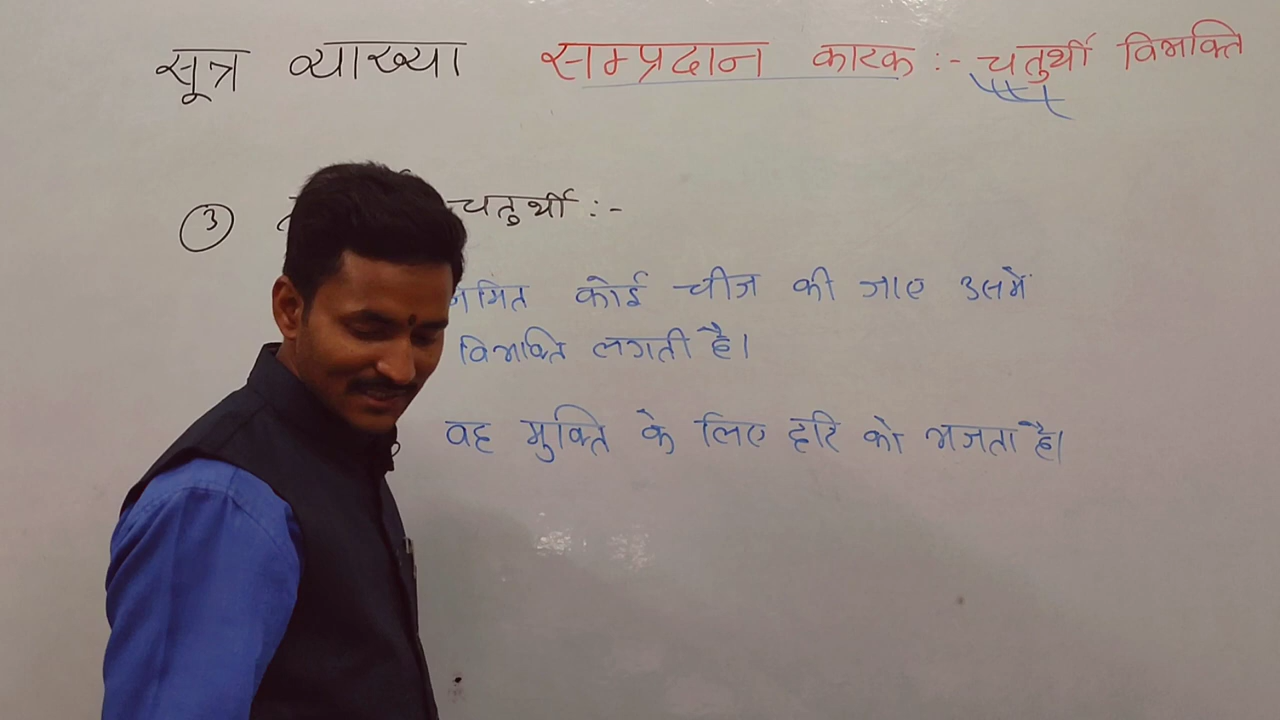 सूत्र व्याख्या सम्प्रदान कारक :- चतुर्थी विभक्ति
③ चतुर्थी :-
कोई चीज की जाए उसमें
विभक्ति लगती है।
वह मुक्ति के लिए हरि को भजता है।